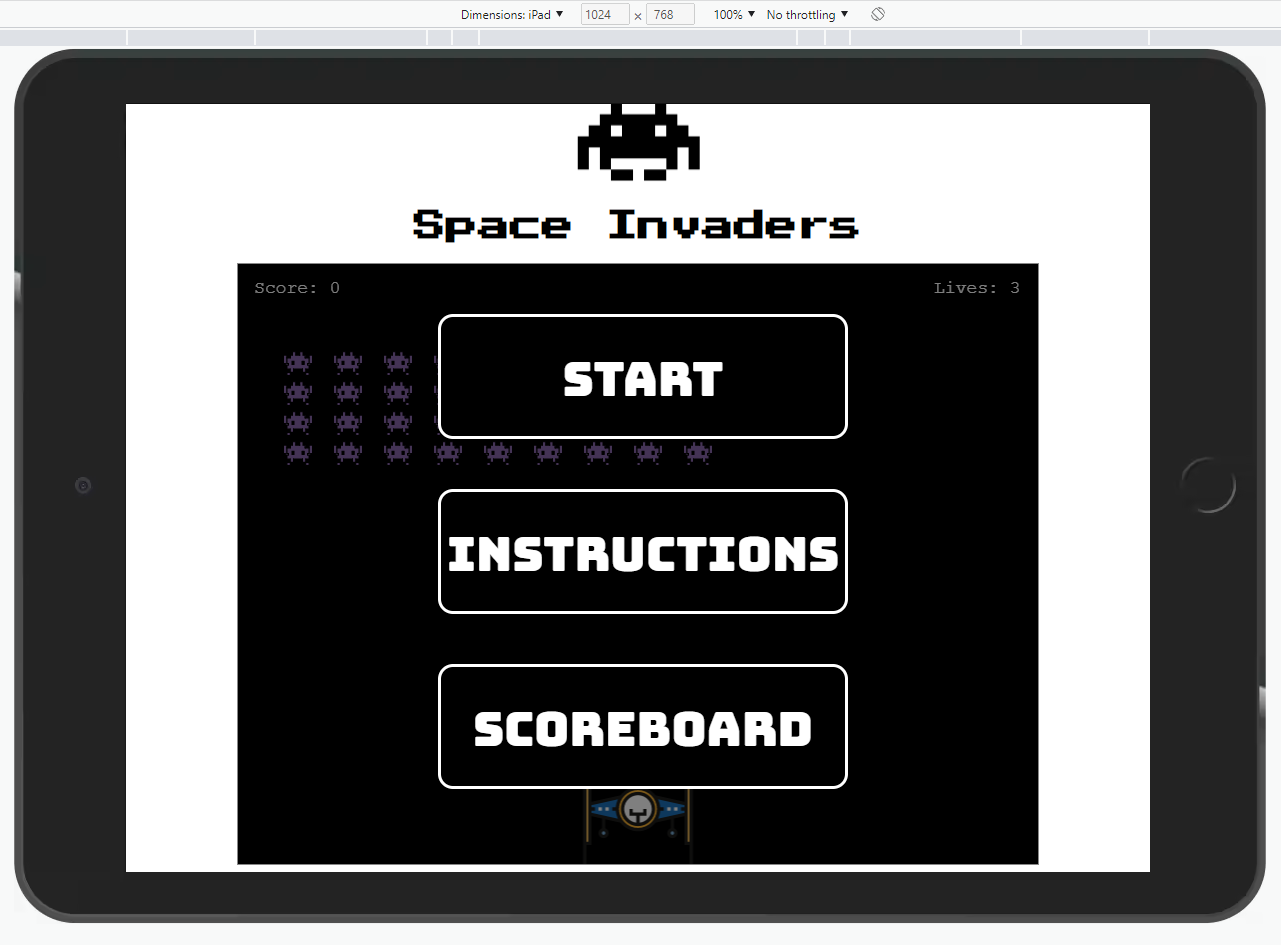 Dimensions: iPad ▼ 1024 × 768 100% ▼ No throttling ▼
Space Invaders
Score: 0 Lives: 3
START
INSTRUCTIONS
SCOREBOARD